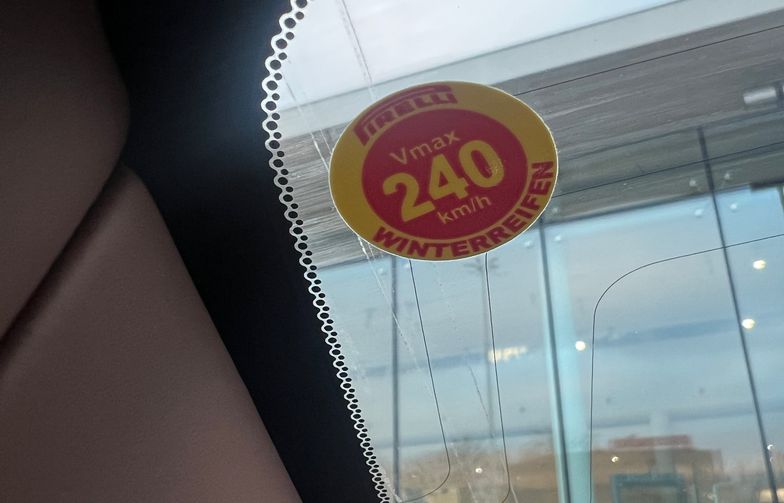 PIRELLI
Vmax
240
km/h
WINTERREIFEN